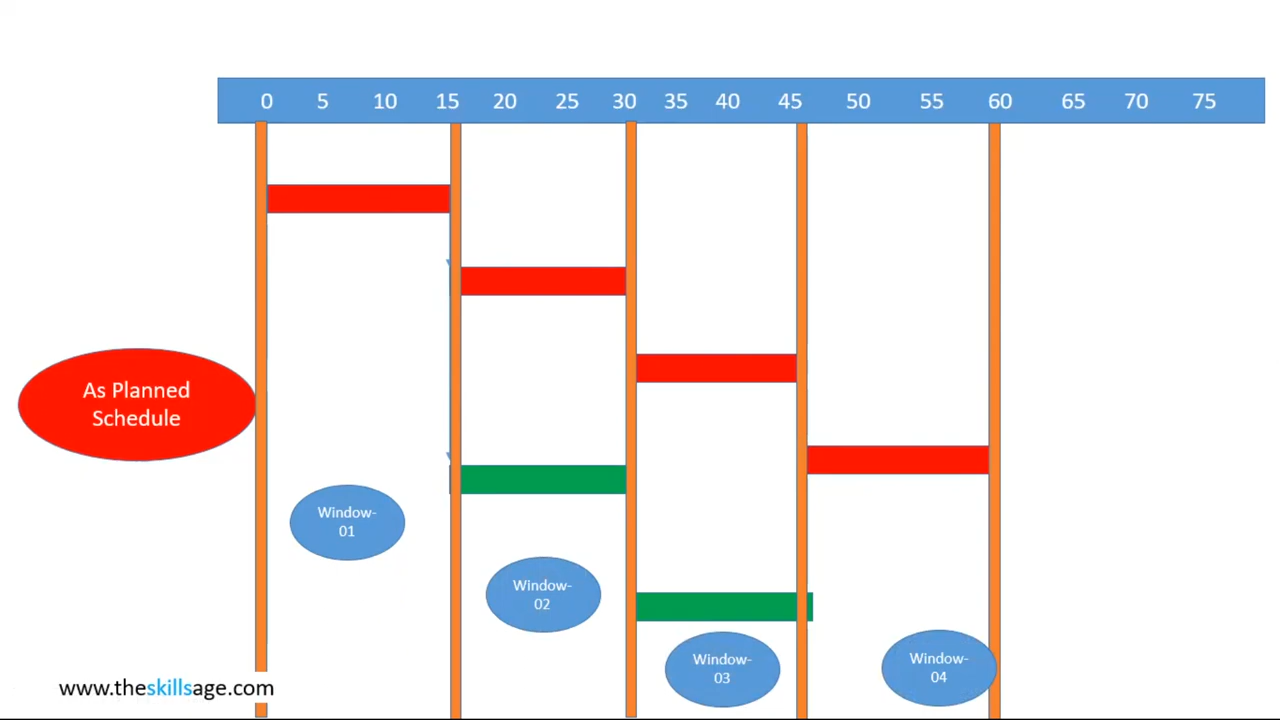 0 5 10 15 20 25 30 35 40 45 50 55 60 65 70 75
As Planned
Schedule
Window-
01
Window-
02
Window-
03
Window-
04
www.theskillsage.com